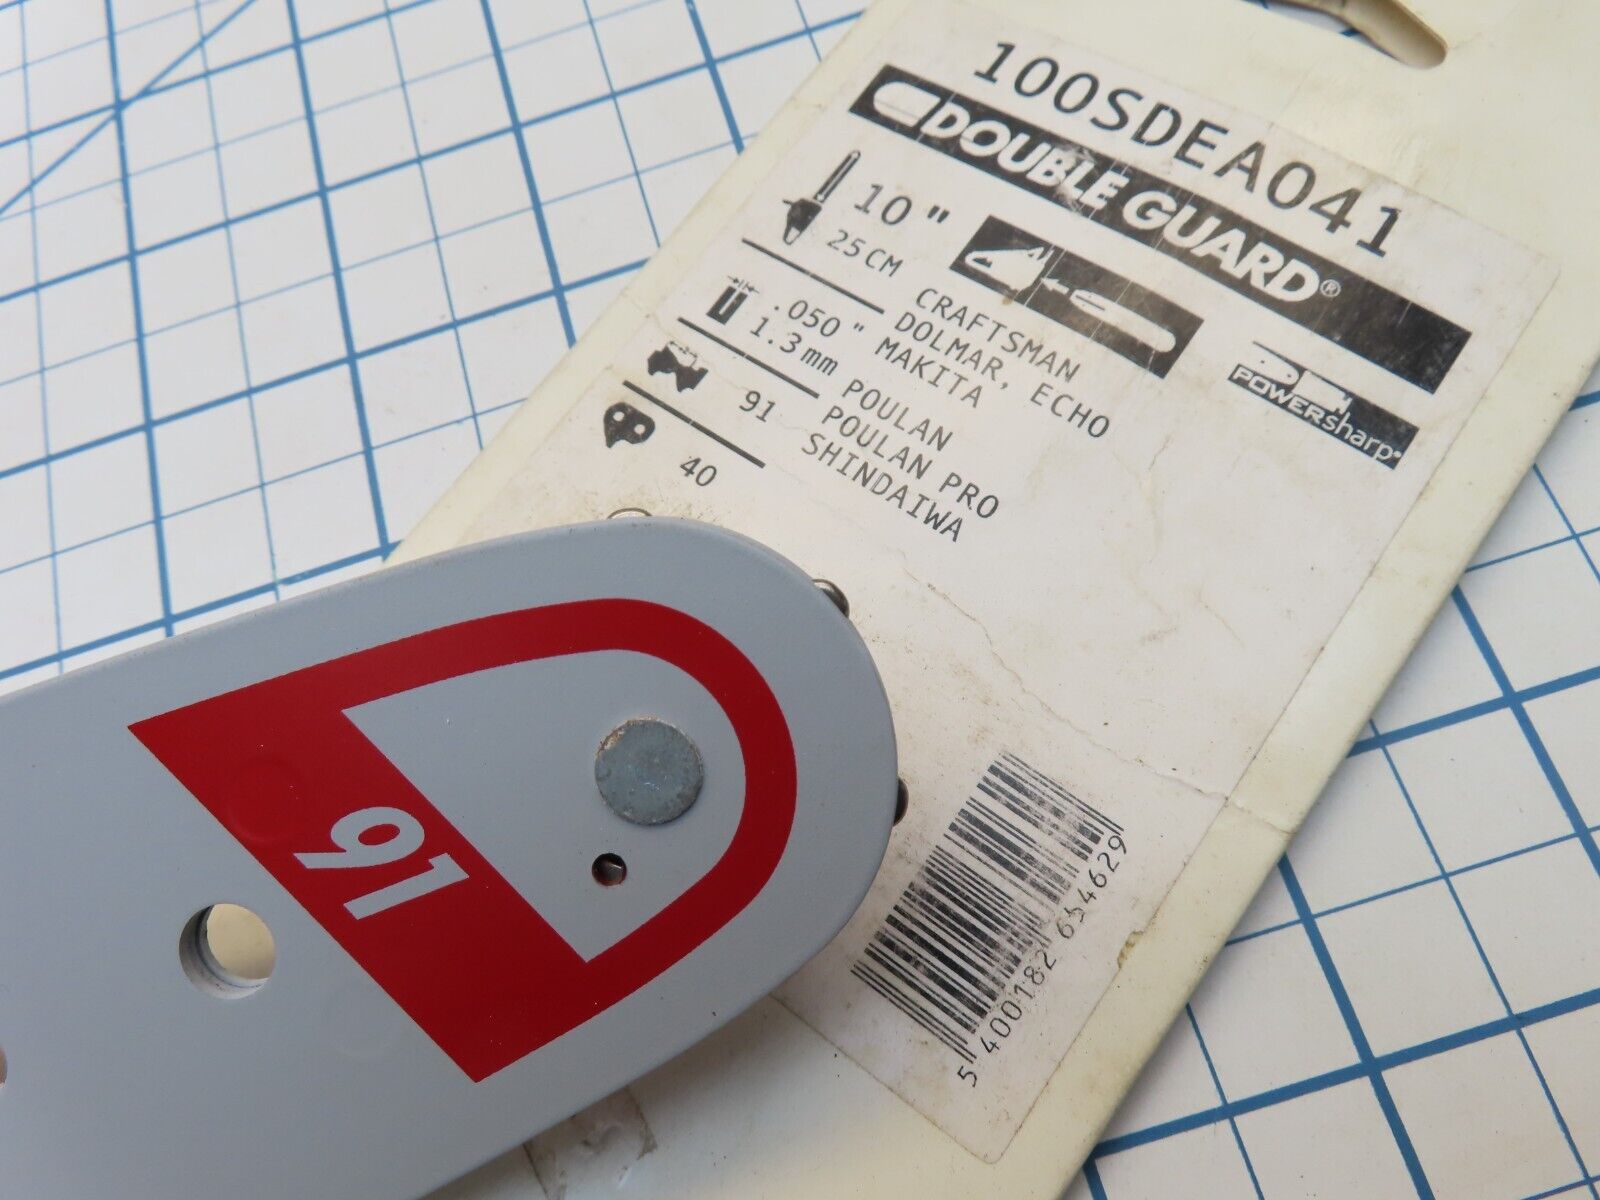 100SDEA041
DOUBLE GUARD®
10"
25CM
.050"
1.3mm
91
40
CRAFTSMAN
DOLMAR, ECHO
MAKITA
POULAN
POULAN PRO
SHINDAIWA
POWERsharp®
5 400182 654629
91